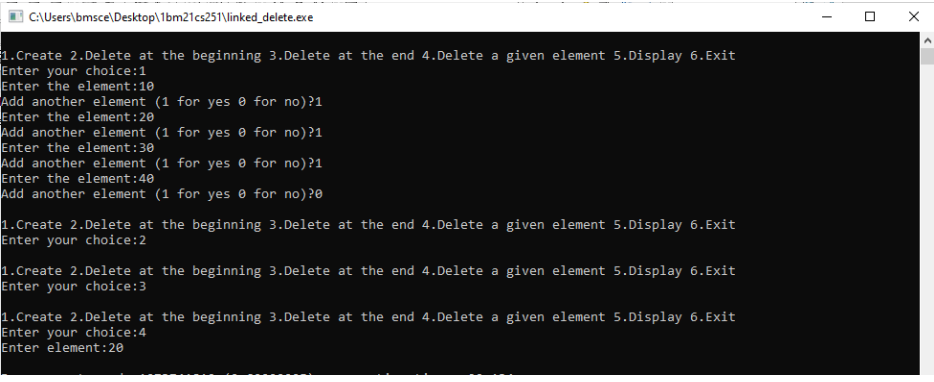 C:\Users\bmsce\Desktop\1bm21cs251\linked_delete.exe
1.Create 2.Delete at the beginning 3.Delete at the end 4.Delete a given element 5.Display 6.Exit
Enter your choice:1
Enter the element:10
Add another element (1 for yes 0 for no)?1
Enter the element:20
Add another element (1 for yes 0 for no)?1
Enter the element:30
Add another element (1 for yes 0 for no)?1
Enter the element:40
Add another element (1 for yes 0 for no)?0
1.Create 2.Delete at the beginning 3.Delete at the end 4.Delete a given element 5.Display 6.Exit
Enter your choice:2
1.Create 2.Delete at the beginning 3.Delete at the end 4.Delete a given element 5.Display 6.Exit
Enter your choice:3
1.Create 2.Delete at the beginning 3.Delete at the end 4.Delete a given element 5.Display 6.Exit
Enter your choice:4
Enter element:20